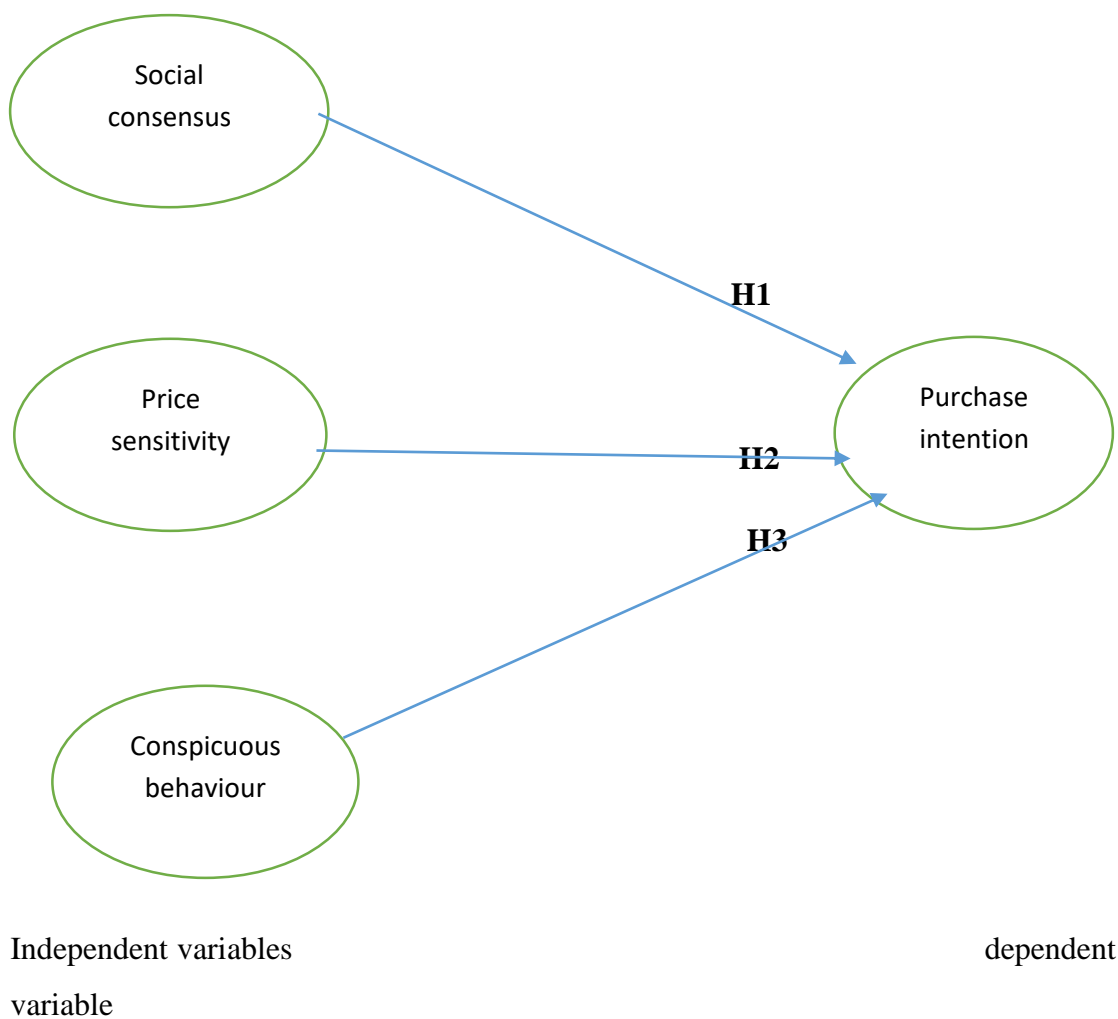 Social
consensus
H1
Price
sensitivity
H2
Purchase
intention
H3
Conspicuous
behaviour
Independent variables dependent
variable